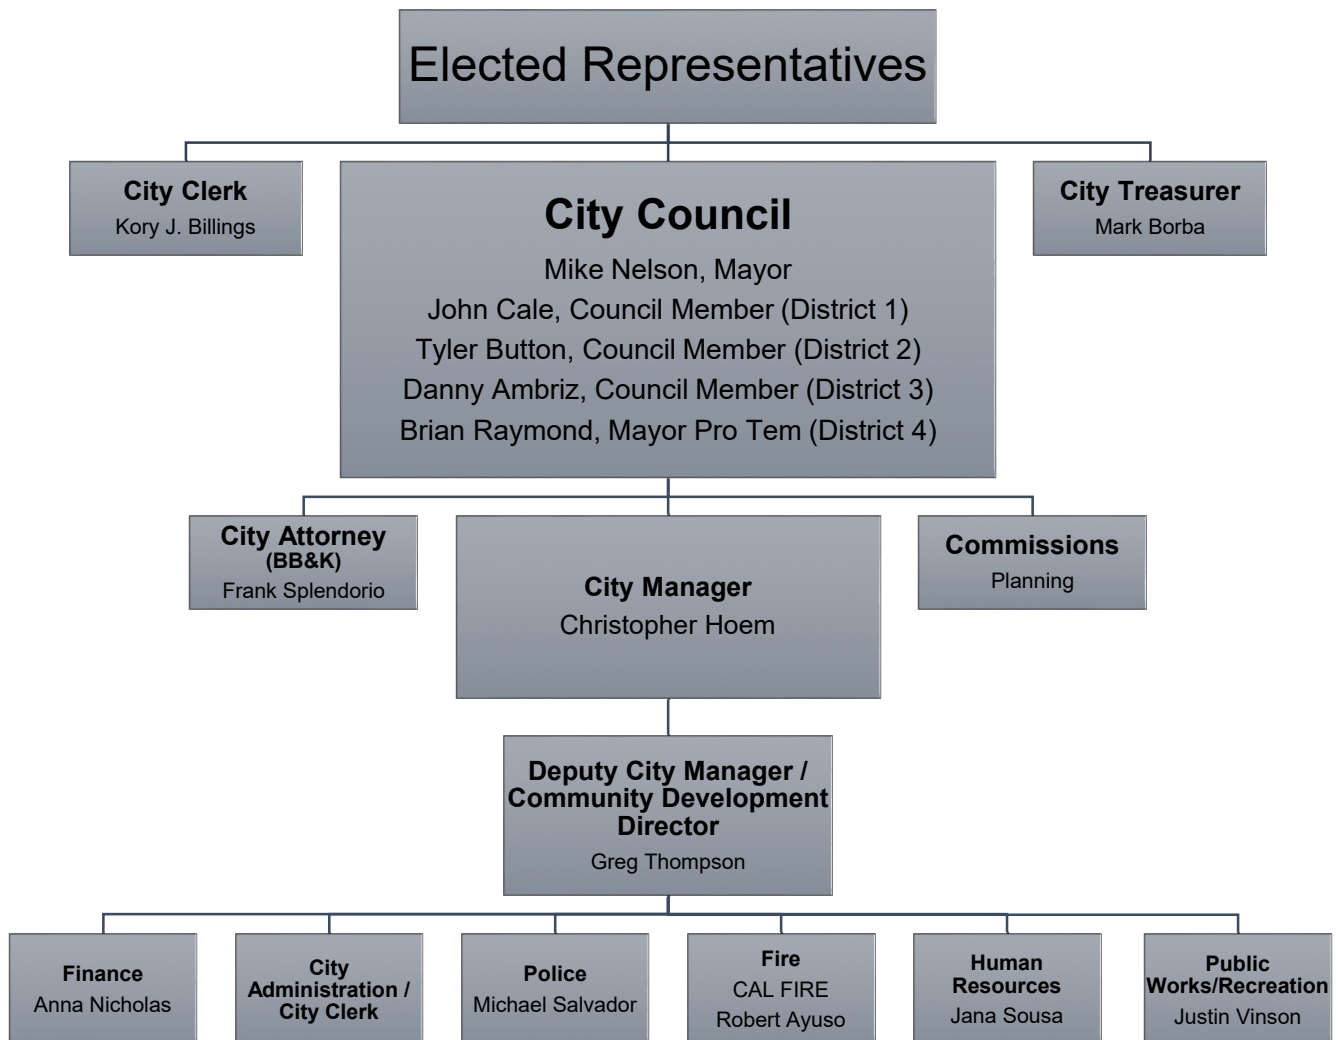 Elected Representatives
City Clerk
Kory J. Billings
City Council
Mike Nelson, Mayor
John Cale, Council Member (District 1)
Tyler Button, Council Member (District 2)
Danny Ambriz, Council Member (District 3)
Brian Raymond, Mayor Pro Tem (District 4)
City Treasurer
Mark Borba
City Attorney
(BB&K)
Frank Splendorio
City Manager
Christopher Hoem
Commissions
Planning
Deputy City Manager /
Community Development
Director
Greg Thompson
Finance
Anna Nicholas
City
Administration /
City Clerk
Police
Michael Salvador
Fire
CAL FIRE
Robert Ayuso
Human
Resources
Jana Sousa
Public
Works/Recreation
Justin Vinson